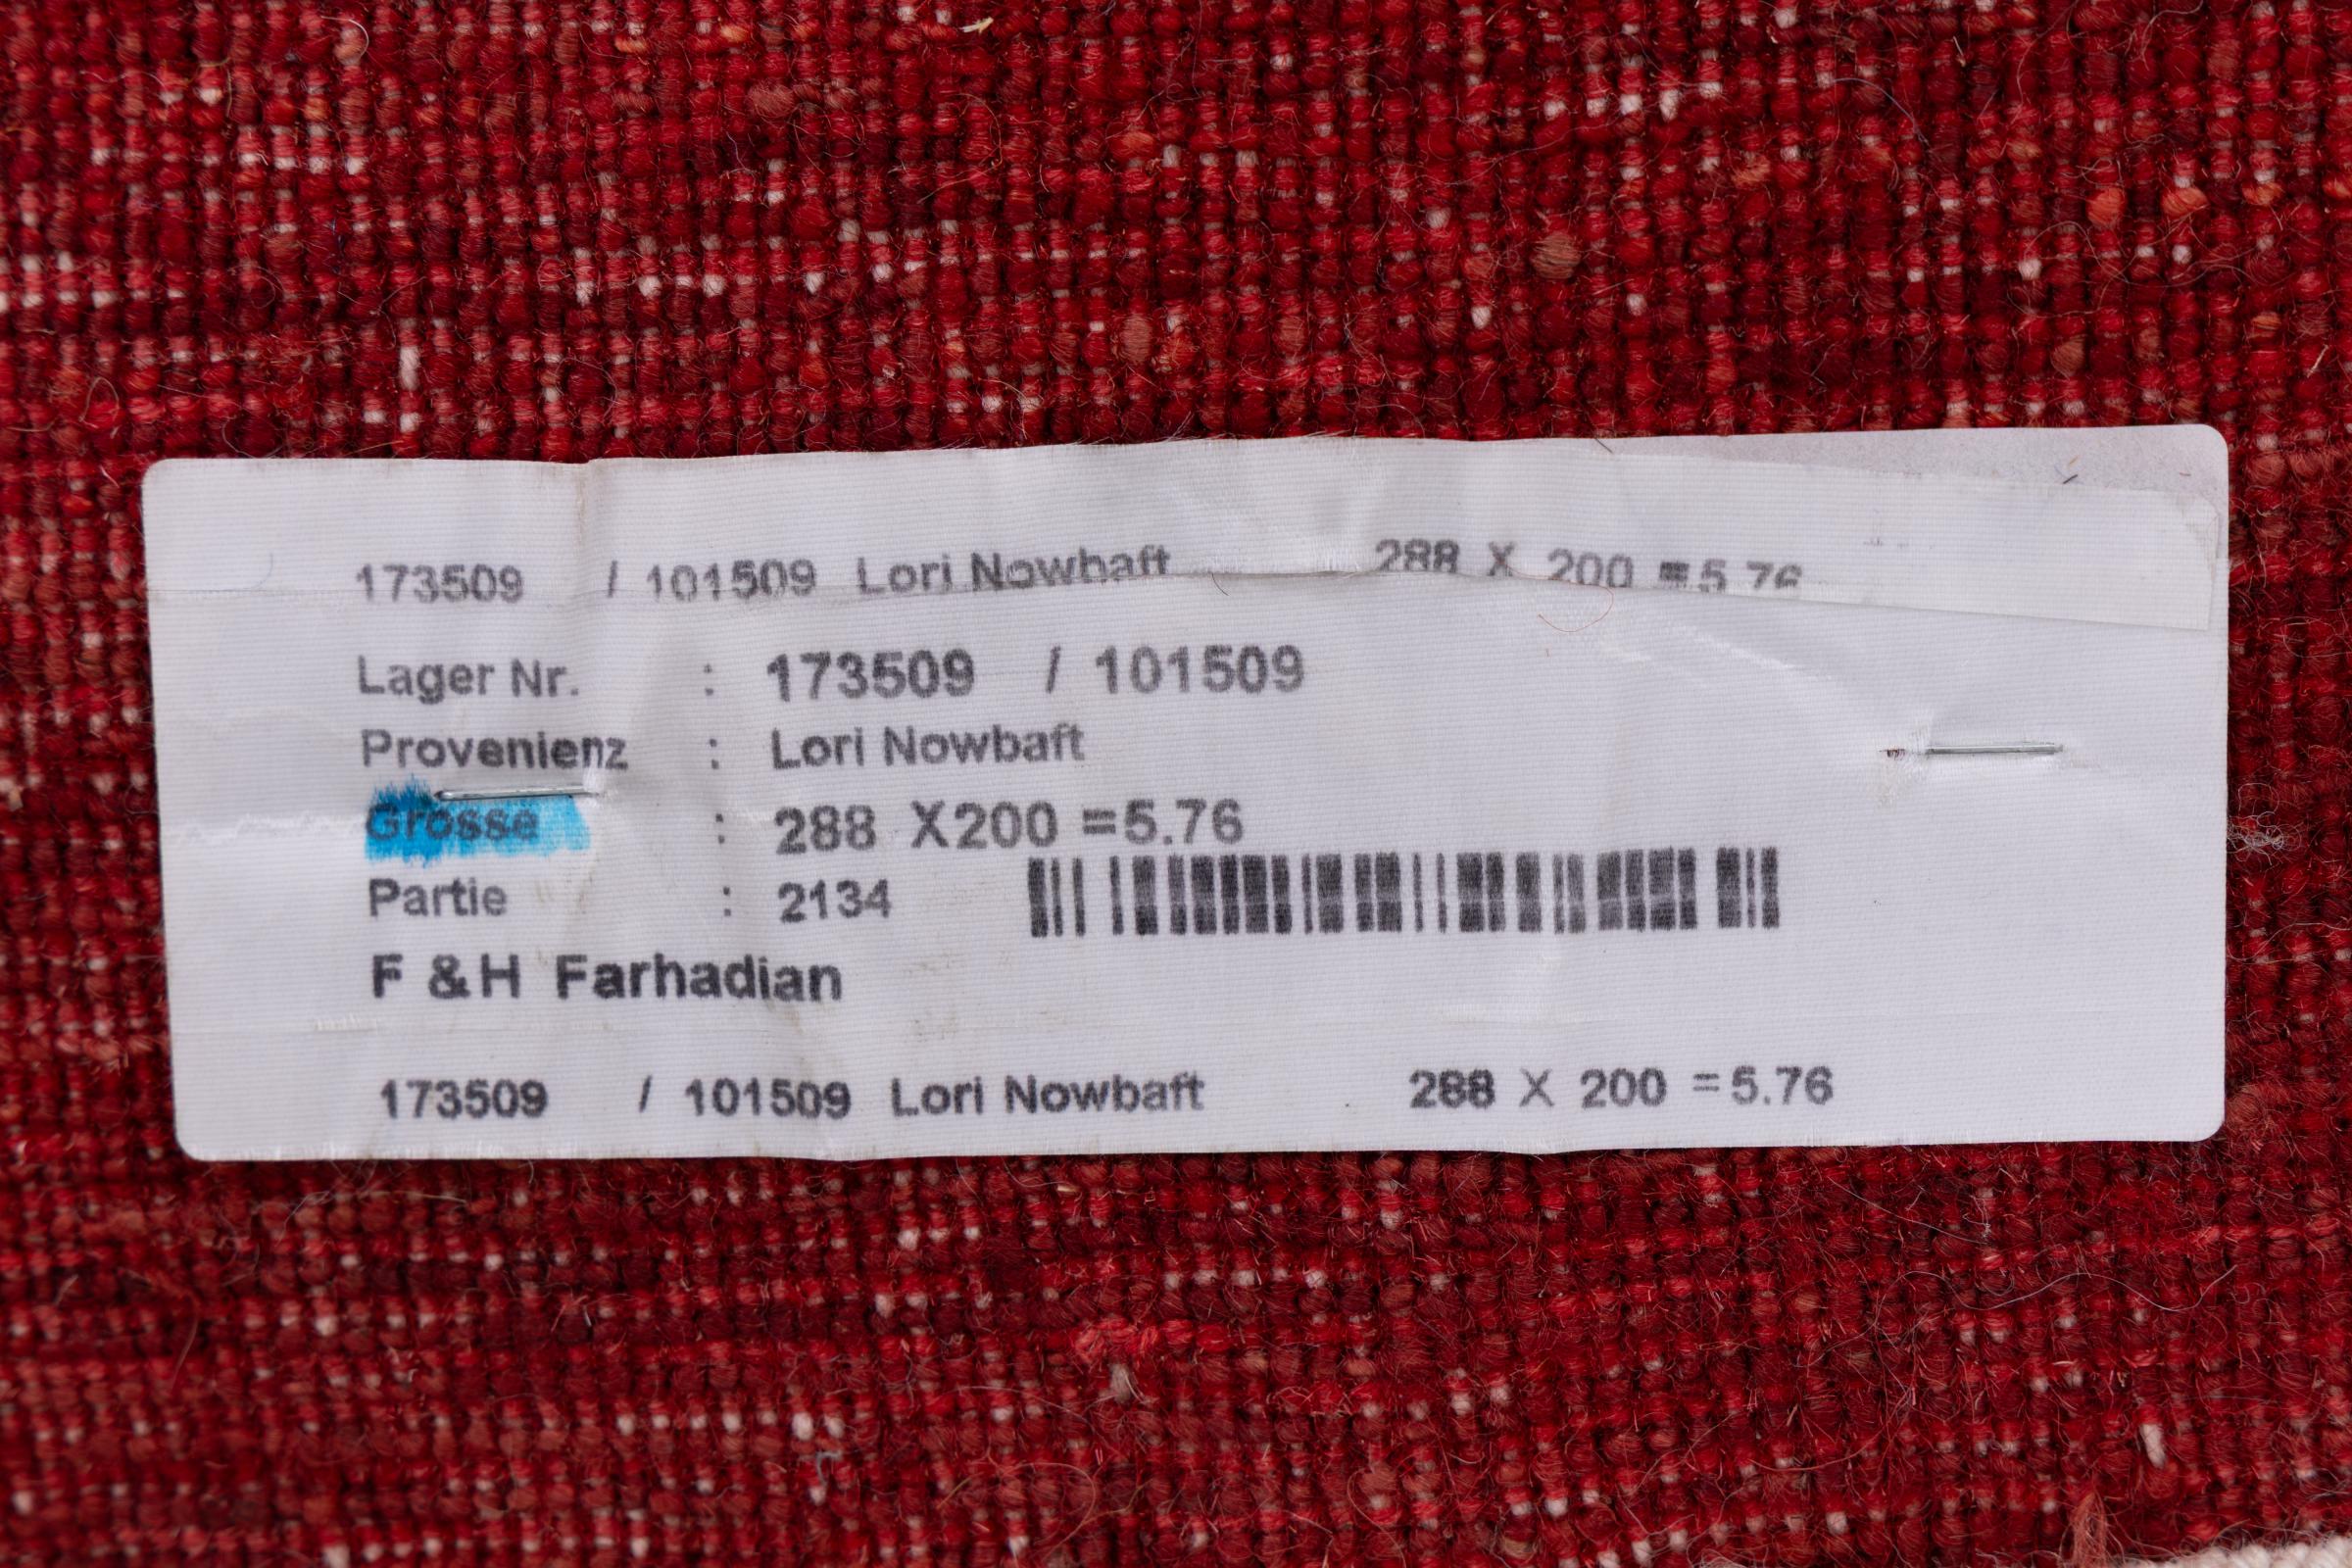 173509 / 101509 Lori Nowbaft 288 X 200 =5.76
Lager Nr. : 173509 / 101509
Provenienz : Lori Nowbaft
Grosse : 288 X200 =5.76
Partie : 2134
F &H Farhadian
173509 / 101509 Lori Nowbaft 288 X 200 =5.76